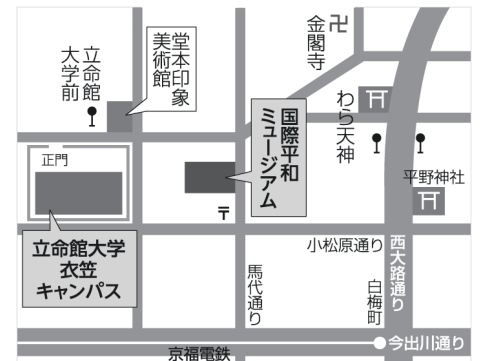 金閣寺
堂本印象
美術館
立命館
大学前
わら天神
国際平和
ミュージアム
正門
平野神社
立命館大学
衣笠
キャンパス
小松原通り
西大路通り
馬代通り
白梅町
今出川通り
京福電鉄